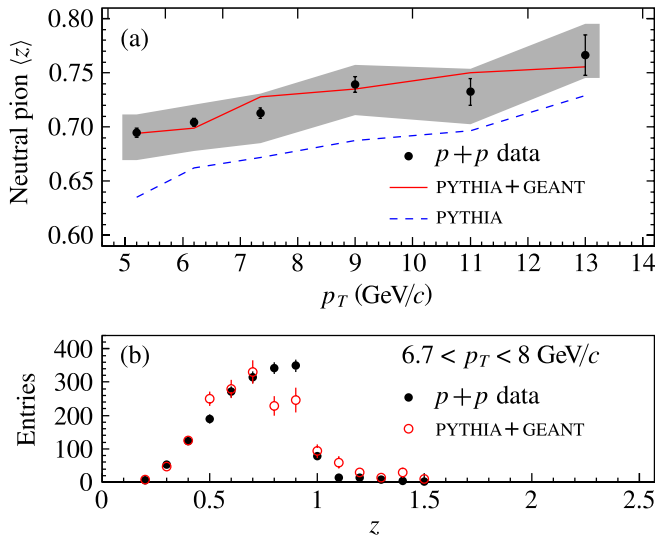 0.80
(a)
0.75
0.70
0.65
0.60
Neutral pion ⟨z⟩
p+p data
PYTHIA+GEANT
PYTHIA
5 6 7 8 9 10 11 12 13 14
p_T (GeV/c)
400
(b)
300
200
100
0
Entries
6.7 < p_T < 8 GeV/c
p+p data
PYTHIA+GEANT
0 0.5 1 1.5 2 2.5
z